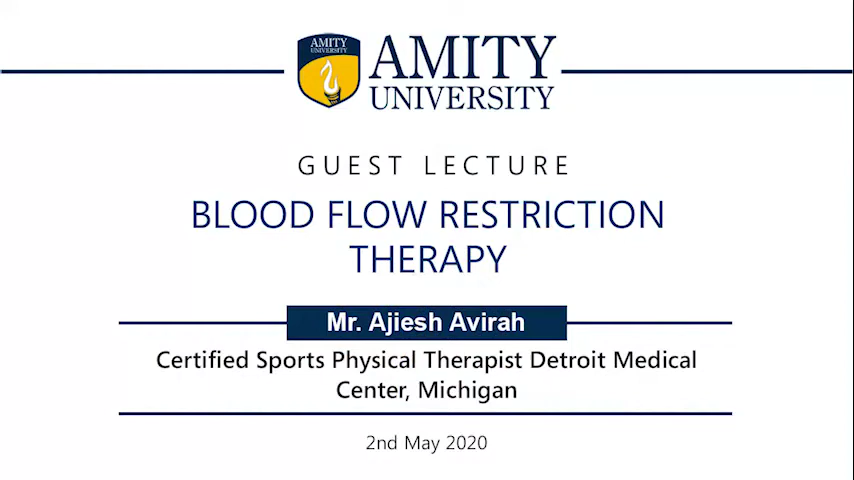 AMITY
UNIVERSITY
AMITY
UNIVERSITY
GUEST LECTURE
BLOOD FLOW RESTRICTION
THERAPY
Mr. Ajiesh Avirah
Certified Sports Physical Therapist Detroit Medical
Center, Michigan
2nd May 2020